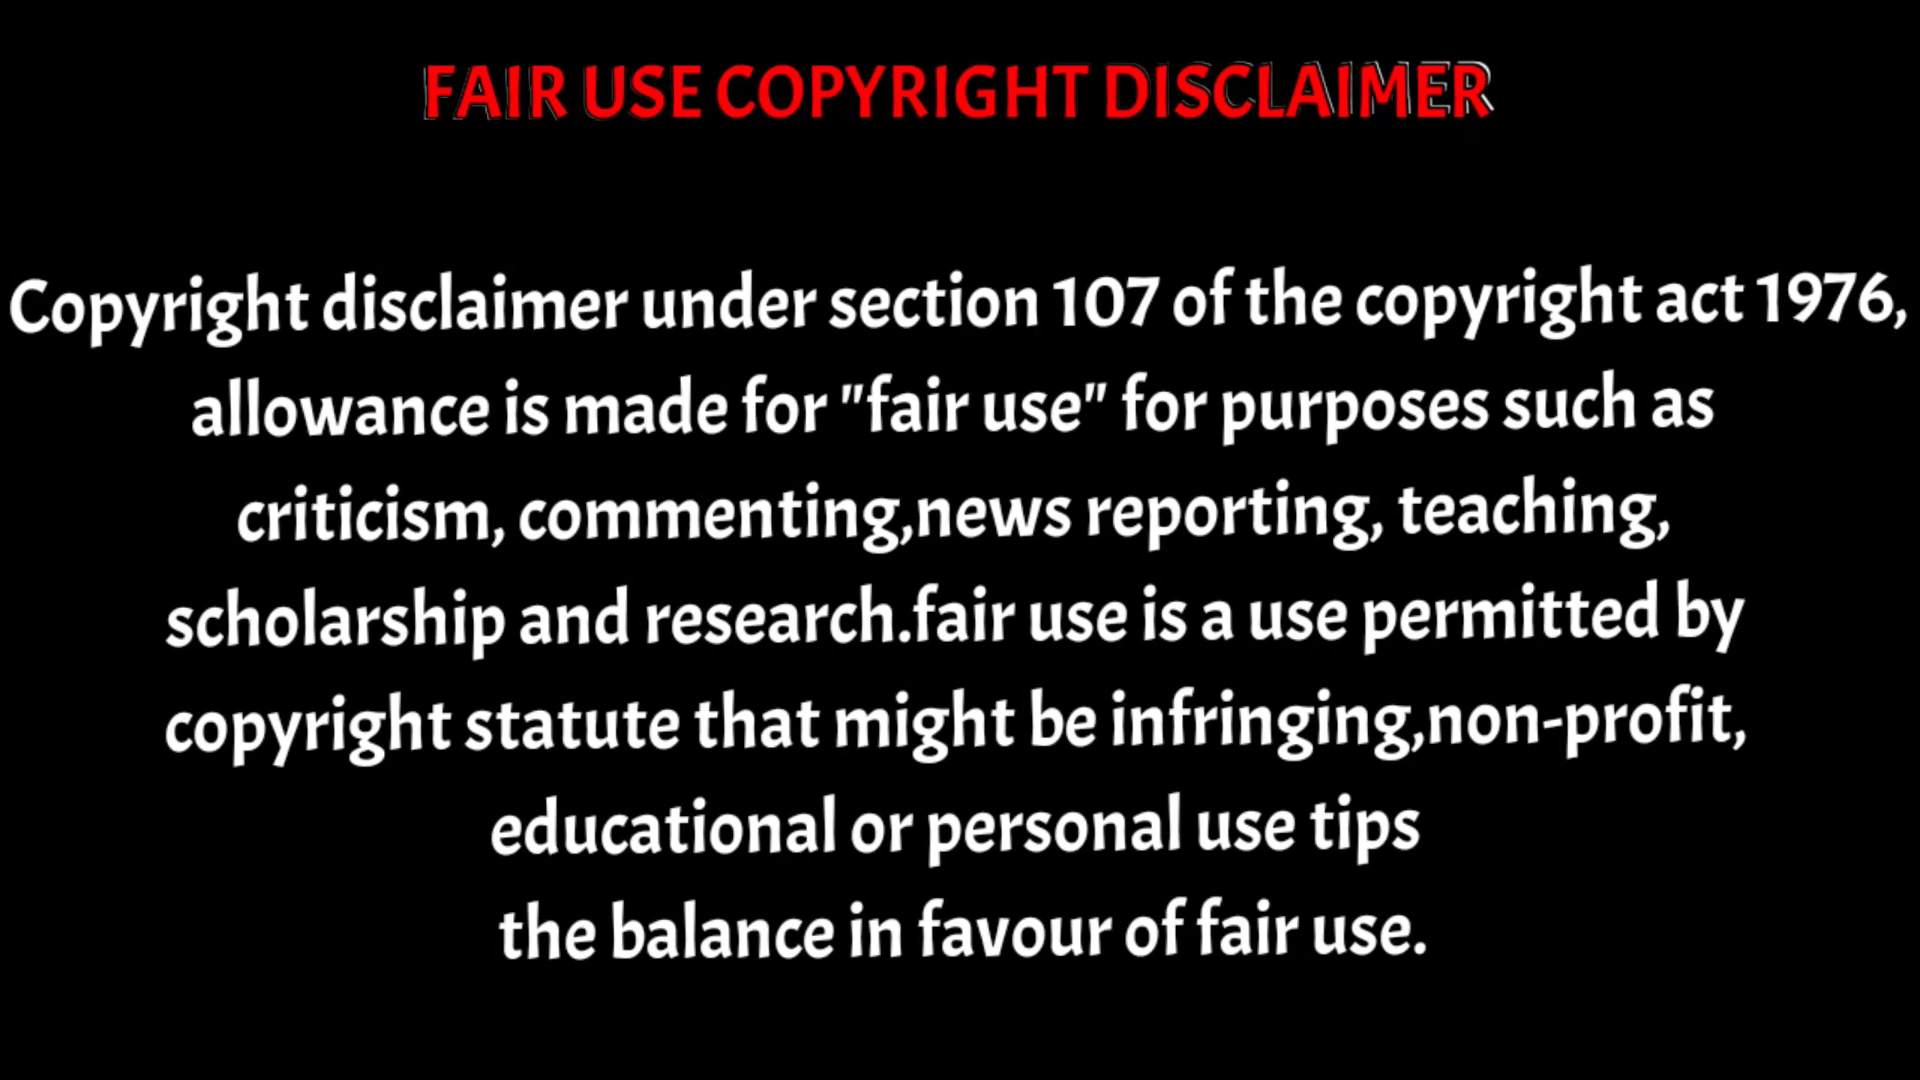 FAIR USE COPYRIGHT DISCLAIMER
Copyright disclaimer under section 107 of the copyright act 1976,
allowance is made for "fair use" for purposes such as
criticism, commenting,news reporting, teaching,
scholarship and research.fair use is a use permitted by
copyright statute that might be infringing,non-profit,
educational or personal use tips
the balance in favour of fair use.